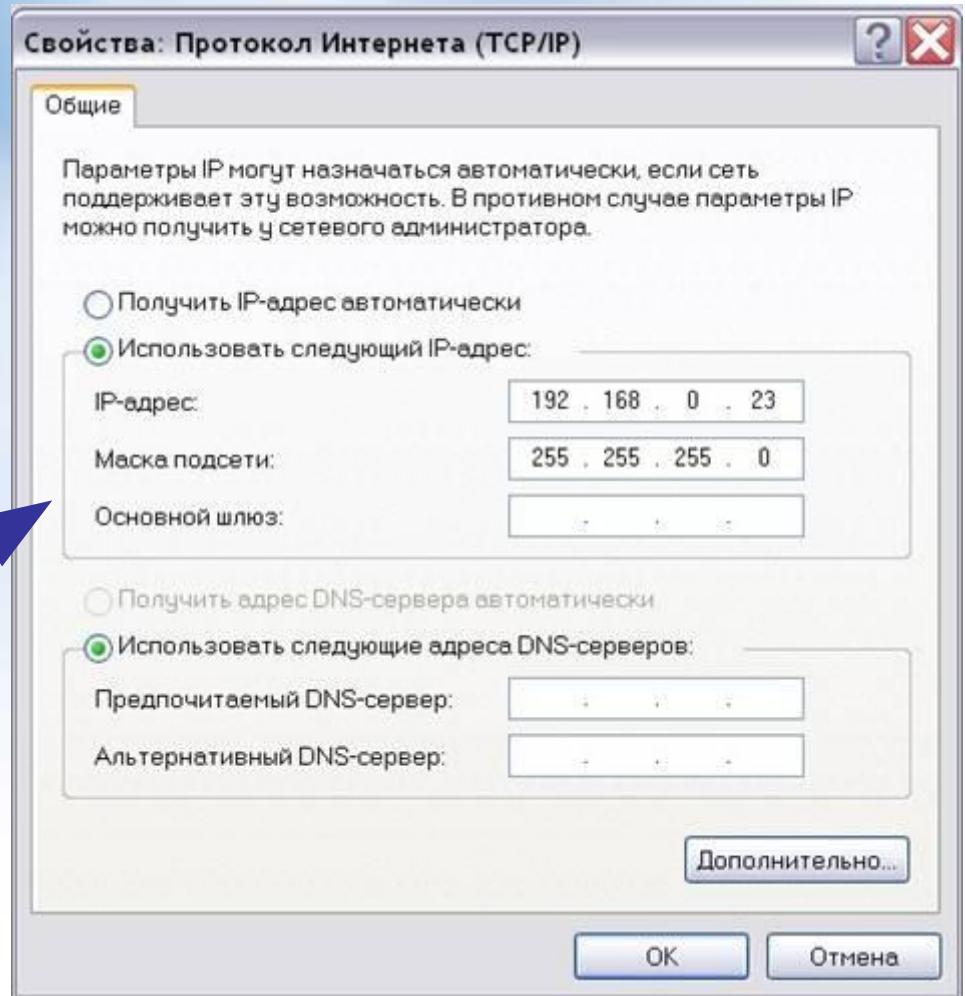 Свойства: Протокол Интернета (TCP/IP)
?
Общие
Параметры IP могут назначаться автоматически, если сеть
поддерживает эту возможность. В противном случае параметры IP
можно получить у сетевого администратора.
Получить IP-адрес автоматически
Использовать следующий IP-адрес:
IP-адрес: 192 . 168 . 0 . 23
Маска подсети: 255 . 255 . 255 . 0
Основной шлюз: . . .
Получить адрес DNS-сервера автоматически
Использовать следующие адреса DNS-серверов:
Предпочитаемый DNS-сервер: . . .
Альтернативный DNS-сервер: . . .
Дополнительно...
OK Отмена